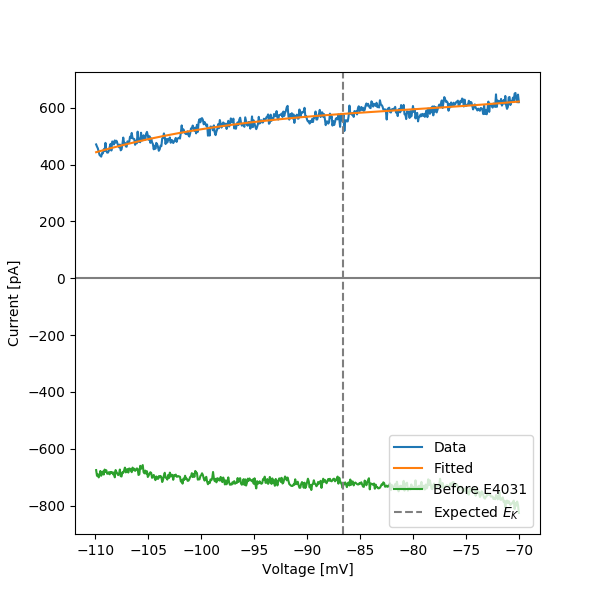 600
400
200
0
−200
−400
−600
−800
Current [pA]
−110 −105 −100 −95 −90 −85 −80 −75 −70
Voltage [mV]
Data
Fitted
Before E4031
Expected E_K